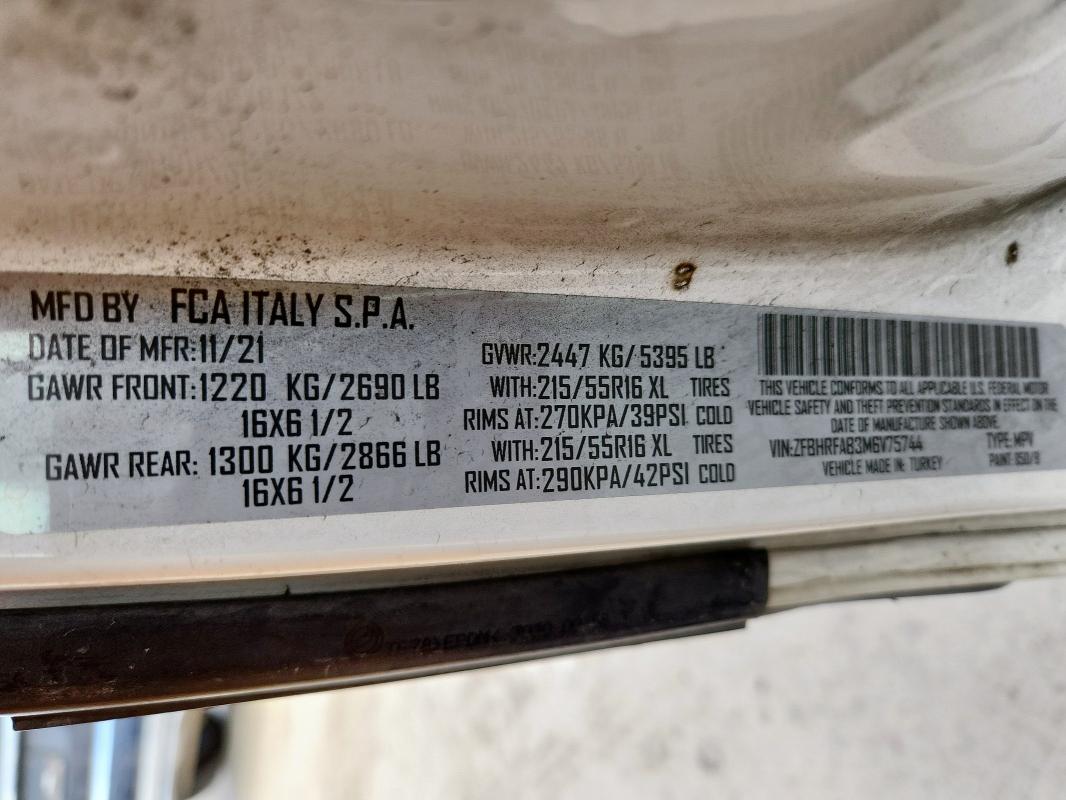 MFD BY FCA ITALY S.P.A.
DATE OF MFR:11/21
GAWR FRONT:1220 KG/2690 LB
16X6 1/2
GAWR REAR: 1300 KG/2866 LB
16X6 1/2
GVWR:2447 KG/5395 LB
WITH:215/55R16 XL TIRES
RIMS AT:270KPA/39PSI COLD
WITH:215/55R16 XL TIRES
RIMS AT:290KPA/42PSI COLD
THIS VEHICLE CONFORMS TO ALL APPLICABLE U.S. FEDERAL MOTOR
VEHICLE SAFETY AND THEFT PREVENTION STANDARDS IN EFFECT ON THE
DATE OF MANUFACTURE SHOWN ABOVE.
VIN:ZFBHRFAB3M6V75744 TYPE: MPV
VEHICLE MADE IN: TURKEY PAINT: 950/B